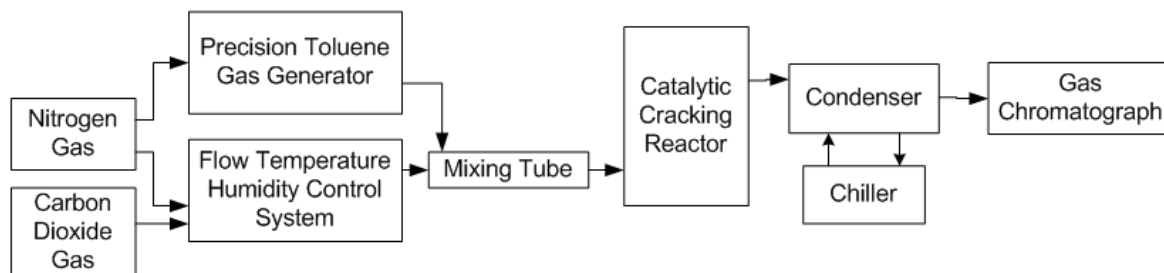 Nitrogen
Gas
Carbon
Dioxide
Gas
Precision Toluene
Gas Generator
Flow Temperature
Humidity Control
System
Mixing Tube
Catalytic
Cracking
Reactor
Condenser
Chiller
Gas
Chromatograph